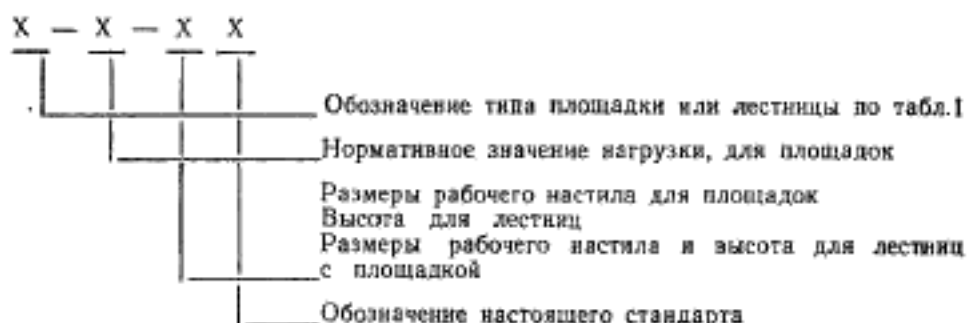 Х — Х — Х Х
Обозначение типа площадки или лестницы по табл.1
Нормативное значение нагрузки, для площадок
Размеры рабочего настила для площадок
Высота для лестниц
Размеры рабочего настила и высота для лестниц
с площадкой
Обозначение настоящего стандарта